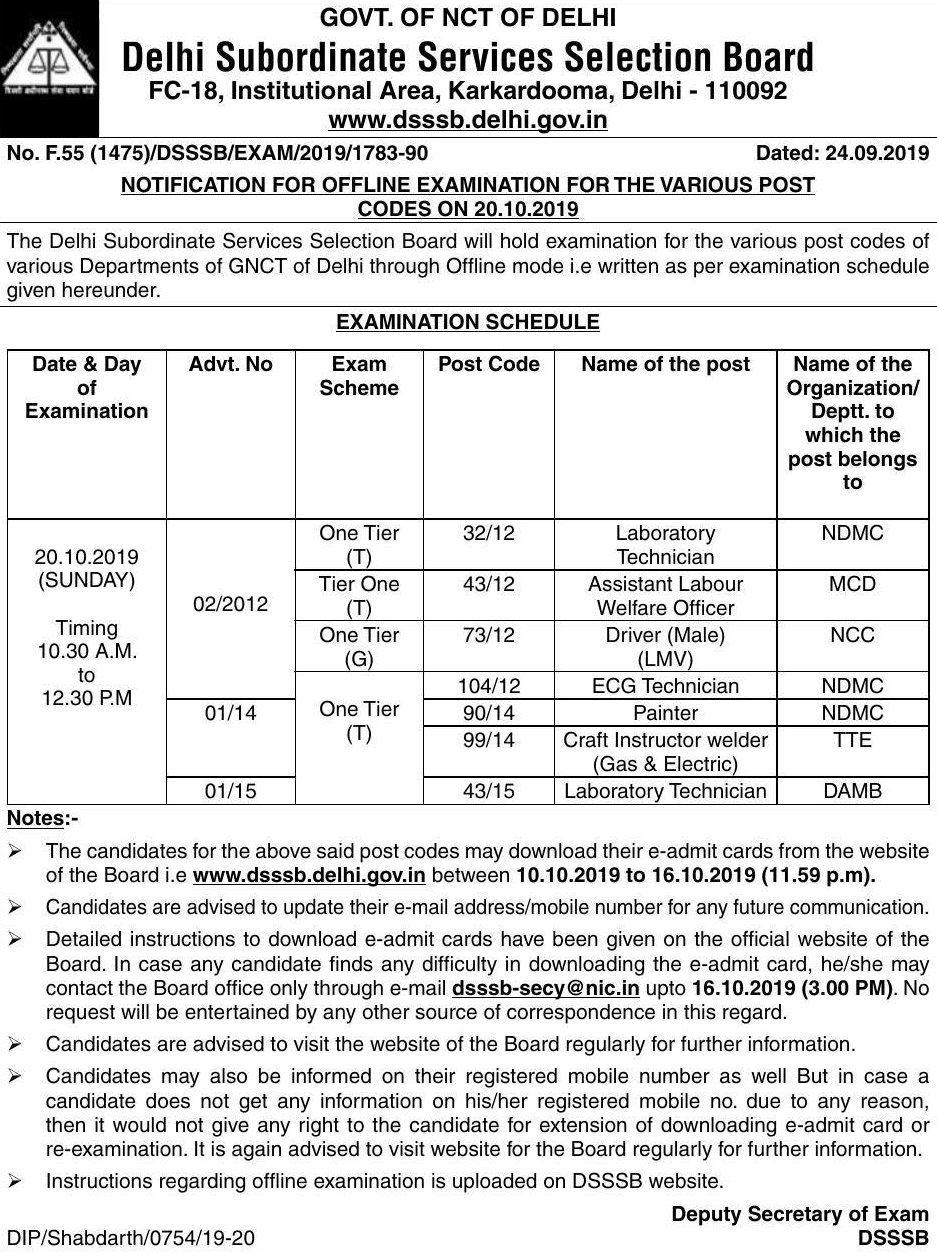 GOVT. OF NCT OF DELHI
Delhi Subordinate Services Selection Board
FC-18, Institutional Area, Karkardooma, Delhi - 110092
www.dsssb.delhi.gov.in
No. F.55 (1475)/DSSSB/EXAM/2019/1783-90 Dated: 24.09.2019
NOTIFICATION FOR OFFLINE EXAMINATION FOR THE VARIOUS POST
CODES ON 20.10.2019
The Delhi Subordinate Services Selection Board will hold examination for the various post codes of
various Departments of GNCT of Delhi through Offline mode i.e written as per examination schedule
given hereunder.
EXAMINATION SCHEDULE
Date & Day
of
Examination
Advt. No
Exam
Scheme
Post Code
Name of the post
Name of the
Organization/
Deptt. to
which the
post belongs
to
20.10.2019
(SUNDAY)
Timing
10.30 A.M.
to
12.30 P.M
02/2012
One Tier
(T)
32/12
Laboratory
Technician
NDMC
Tier One
(T)
43/12
Assistant Labour
Welfare Officer
MCD
One Tier
(G)
73/12
Driver (Male)
(LMV)
NCC
One Tier
(T)
104/12
ECG Technician
NDMC
01/14
90/14
Painter
NDMC
99/14
Craft Instructor welder
(Gas & Electric)
TTE
01/15
43/15
Laboratory Technician
DAMB
Notes:-
➢ The candidates for the above said post codes may download their e-admit cards from the website
of the Board i.e www.dsssb.delhi.gov.in between 10.10.2019 to 16.10.2019 (11.59 p.m).
➢ Candidates are advised to update their e-mail address/mobile number for any future communication.
➢ Detailed instructions to download e-admit cards have been given on the official website of the
Board. In case any candidate finds any difficulty in downloading the e-admit card, he/she may
contact the Board office only through e-mail dsssb-secy@nic.in upto 16.10.2019 (3.00 PM). No
request will be entertained by any other source of correspondence in this regard.
➢ Candidates are advised to visit the website of the Board regularly for further information.
➢ Candidates may also be informed on their registered mobile number as well But in case a
candidate does not get any information on his/her registered mobile no. due to any reason,
then it would not give any right to the candidate for extension of downloading e-admit card or
re-examination. It is again advised to visit website for the Board regularly for further information.
➢ Instructions regarding offline examination is uploaded on DSSSB website.
Deputy Secretary of Exam
DIP/Shabdarth/0754/19-20 DSSSB